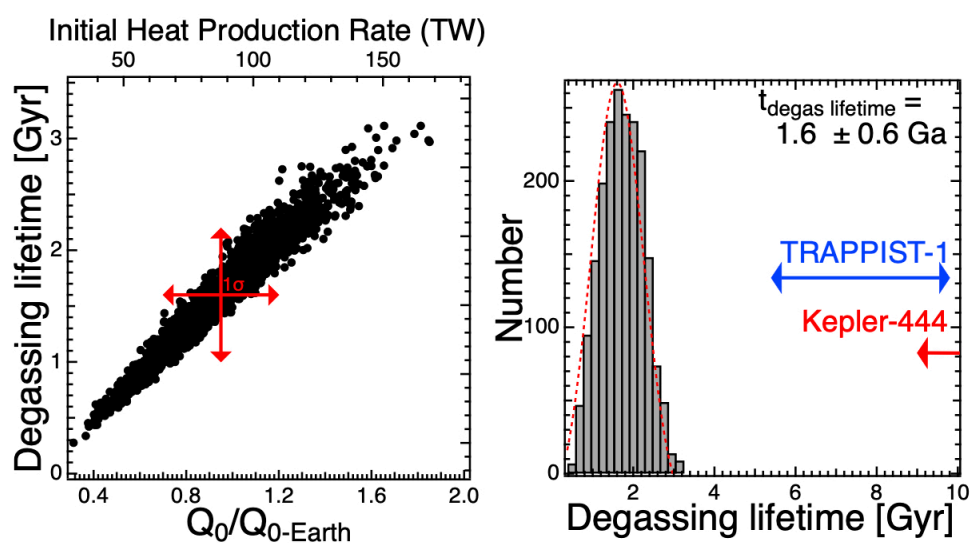 Initial Heat Production Rate (TW)
50 100 150
Degassing lifetime [Gyr]
3
2
1
0
1σ
0.4 0.8 1.2 1.6 2.0
Q₀/Q₀₋Earth
t degas lifetime =
1.6 ± 0.6 Ga
Number
200
100
0
TRAPPIST-1
Kepler-444
2 4 6 8 10
Degassing lifetime [Gyr]